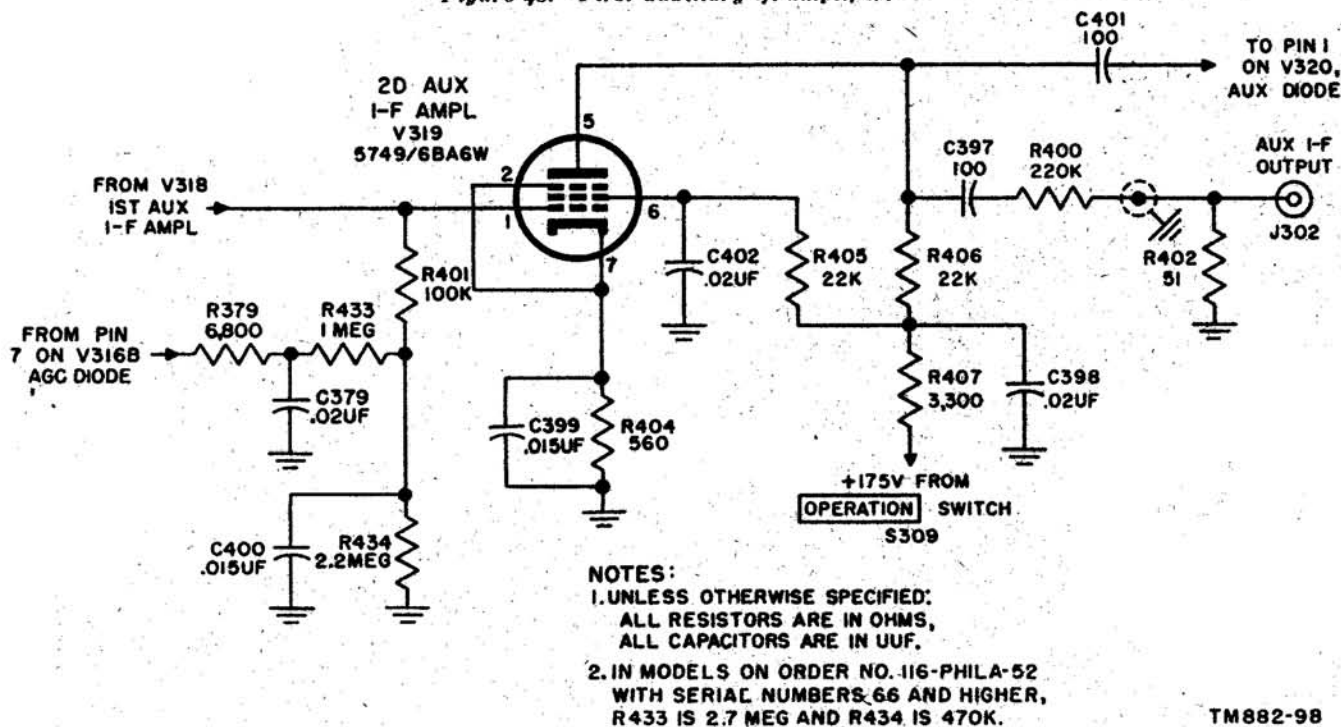 C401
100
TO PIN 1
ON V320,
AUX DIODE
2D AUX
I-F AMPL
V319
5749/6BA6W
5
2
1
6
7
FROM V318
1ST AUX
I-F AMPL
C397
100
R400
220K
AUX I-F
OUTPUT
J302
R402
51
R401
100K
C402
.02UF
R405
22K
R406
22K
R379
6,800
R433
1 MEG
FROM PIN
7 ON V316B
AGC DIODE
C379
.02UF
R407
3,300
C398
.02UF
C399
.015UF
R404
560
+175V FROM
OPERATION SWITCH
S309
C400
.015UF
R434
2.2MEG
NOTES:
1. UNLESS OTHERWISE SPECIFIED:
ALL RESISTORS ARE IN OHMS,
ALL CAPACITORS ARE IN UUF.
2. IN MODELS ON ORDER NO. 116-PHILA-52
WITH SERIAL NUMBERS 66 AND HIGHER,
R433 IS 2.7 MEG AND R434 IS 470K.
TM882-98